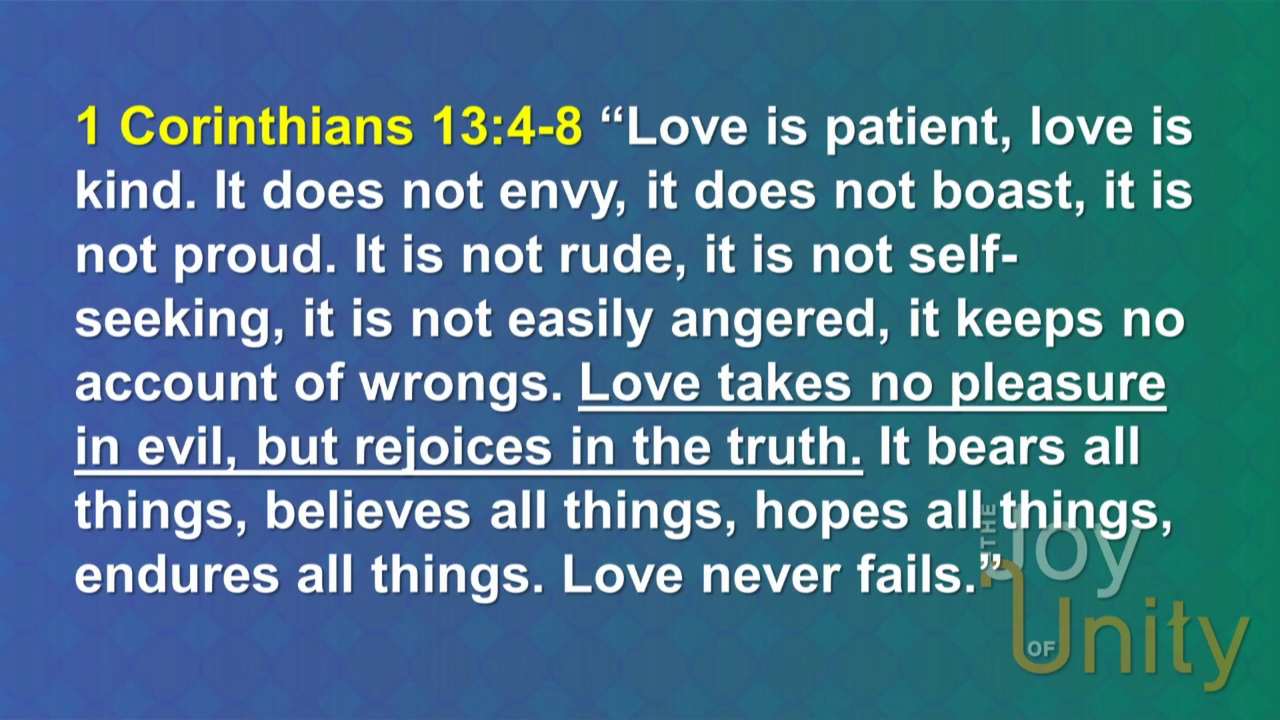 1 Corinthians 13:4-8 “Love is patient, love is
kind. It does not envy, it does not boast, it is
not proud. It is not rude, it is not self-
seeking, it is not easily angered, it keeps no
account of wrongs. Love takes no pleasure
in evil, but rejoices in the truth. It bears all
things, believes all things, hopes all things,
endures all things. Love never fails.”
THE Joy
OF Unity